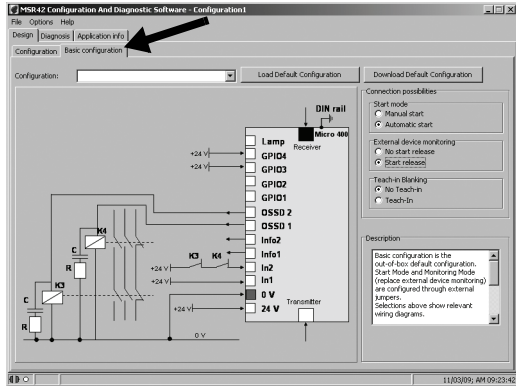 MSR42 Configuration And Diagnostic Software - Configuration1
File Options Help
Design Diagnosis Application info
Configuration Basic configuration
Configuration:
Load Default Configuration
Download Default Configuration
Connection possibilities
Start mode
Manual start
Automatic start
External device monitoring
No start release
Start release
Teach-in Blanking
No Teach-in
Teach-In
Description
Basic configuration is the
out-of-box default configuration.
Start Mode and Monitoring Mode
(replace external device monitoring)
are configured through external
jumpers.
Selections above show relevant
wiring diagrams.
DIN rail
Micro 400
Receiver
Lamp
+24 V GPIO4
+24 V GPIO3
GPIO2
GPIO1
OSSD 2
OSSD 1
Info2
K3 K4 Info1
+24 V In2
+24 V In1
0 V
Transmitter
+24 V 24 V
0 V
K4
C
R
K3
C
R
11/03/09; AM 09:23:42